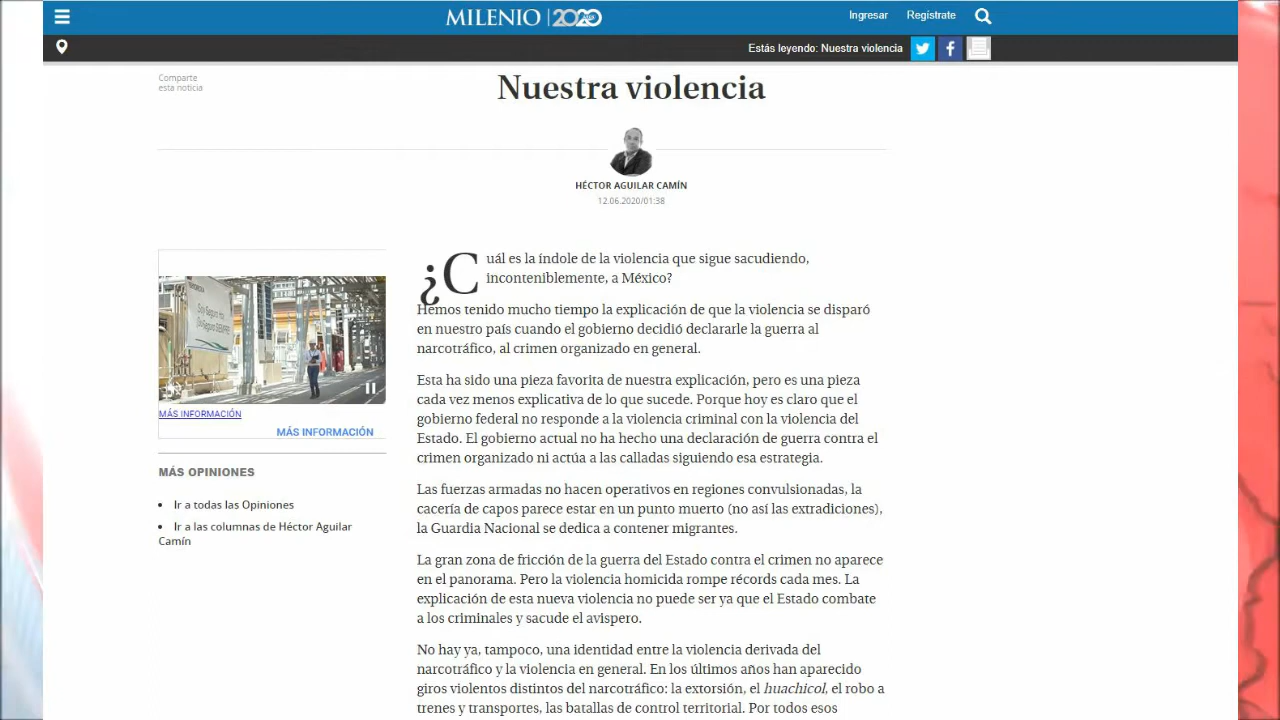 MILENIO 2020
Ingresar
Regístrate
Estás leyendo: Nuestra violencia
Comparte
esta noticia
Nuestra violencia
HÉCTOR AGUILAR CAMÍN
12.06.2020/01:38
MÁS INFORMACIÓN
MÁS INFORMACIÓN
MÁS OPINIONES
• Ir a todas las Opiniones
• Ir a las columnas de Héctor Aguilar
Camín
¿Cuál es la índole de la violencia que sigue sacudiendo,
inconteniblemente, a México?
Hemos tenido mucho tiempo la explicación de que la violencia se disparó
en nuestro país cuando el gobierno decidió declararle la guerra al
narcotráfico, al crimen organizado en general.
Esta ha sido una pieza favorita de nuestra explicación, pero es una pieza
cada vez menos explicativa de lo que sucede. Porque hoy es claro que el
gobierno federal no responde a la violencia criminal con la violencia del
Estado. El gobierno actual no ha hecho una declaración de guerra contra el
crimen organizado ni actúa a las calladas siguiendo esa estrategia.
Las fuerzas armadas no hacen operativos en regiones convulsionadas, la
cacería de capos parece estar en un punto muerto (no así las extradiciones),
la Guardia Nacional se dedica a contener migrantes.
La gran zona de fricción de la guerra del Estado contra el crimen no aparece
en el panorama. Pero la violencia homicida rompe récords cada mes. La
explicación de esta nueva violencia no puede ser ya que el Estado combate
a los criminales y sacude el avispero.
No hay ya, tampoco, una identidad entre la violencia derivada del
narcotráfico y la violencia en general. En los últimos años han aparecido
giros violentos distintos del narcotráfico: la extorsión, el huachicol, el robo a
trenes y transportes, las batallas de control territorial. Por todos esos